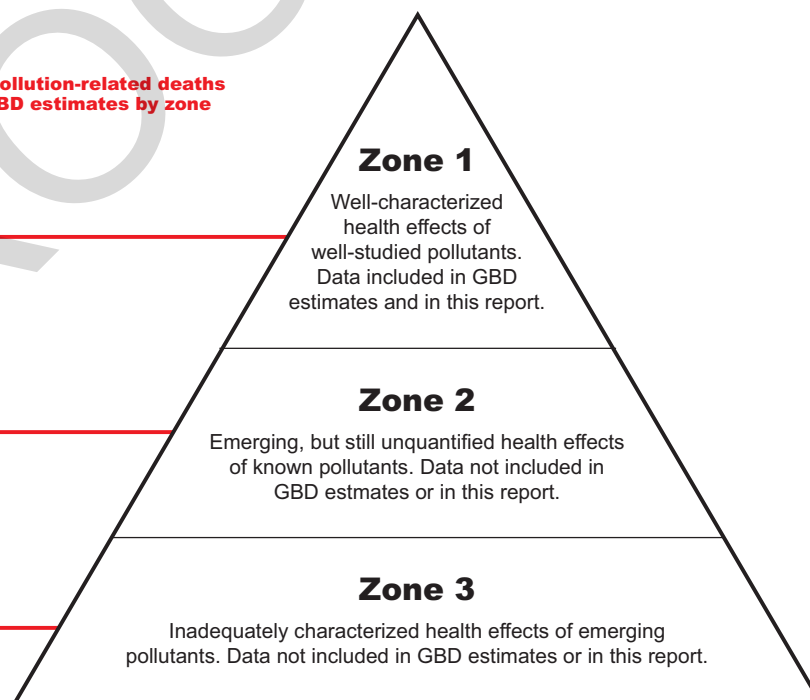 ollution-related deaths
BD estimates by zone
Zone 1
Well-characterized
health effects of
well-studied pollutants.
Data included in GBD
estimates and in this report.
Zone 2
Emerging, but still unquantified health effects
of known pollutants. Data not included in
GBD estmates or in this report.
Zone 3
Inadequately characterized health effects of emerging
pollutants. Data not included in GBD estimates or in this report.